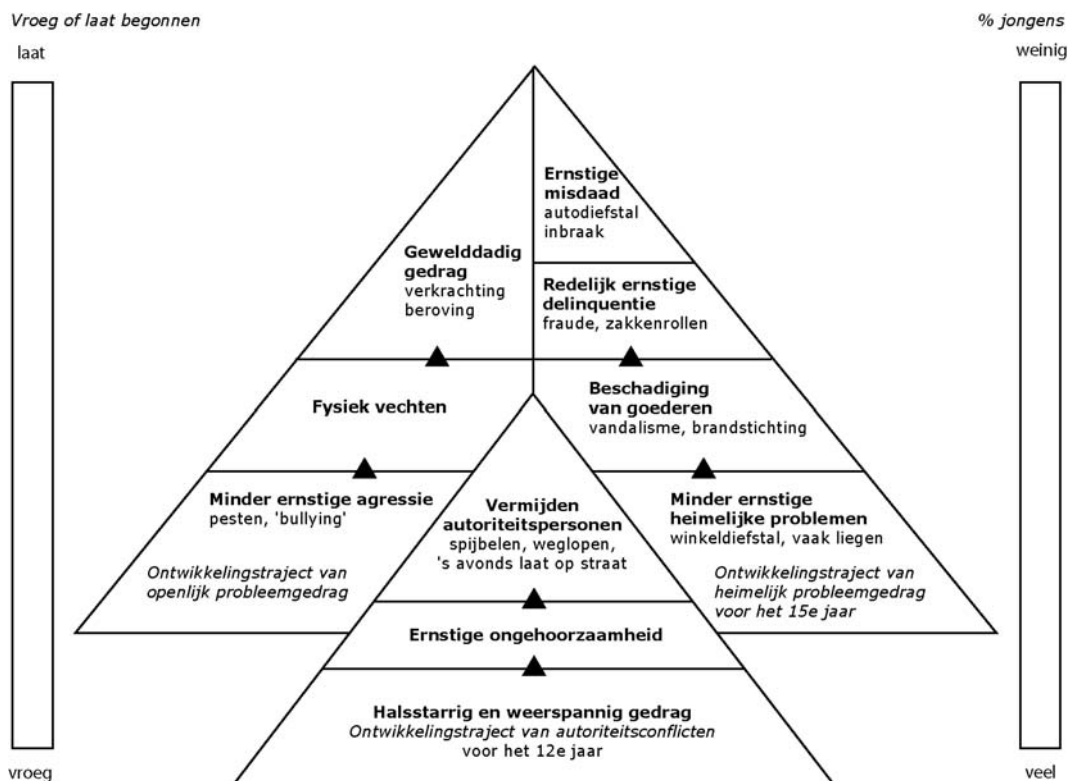 Vroeg of laat begonnen
% jongens
laat
weinig
Ernstige
misdaad
autodiefstal
inbraak
Gewelddadig
gedrag
verkrachting
beroving
Redelijk ernstige
delinquentie
fraude, zakkenrollen
Fysiek vechten
Beschadiging
van goederen
vandalisme, brandstichting
Minder ernstige agressie
pesten, 'bullying'
Ontwikkelingstraject van
openlijk probleemgedrag
Vermijden
autoriteitspersonen
spijbelen, weglopen,
's avonds laat op straat
Minder ernstige
heimelijke problemen
winkeldiefstal, vaak liegen
Ontwikkelingstraject van
heimelijk probleemgedrag
voor het 15e jaar
Ernstige ongehoorzaamheid
Halsstarrig en weerspannig gedrag
Ontwikkelingstraject van autoriteitsconflicten
voor het 12e jaar
vroeg
veel